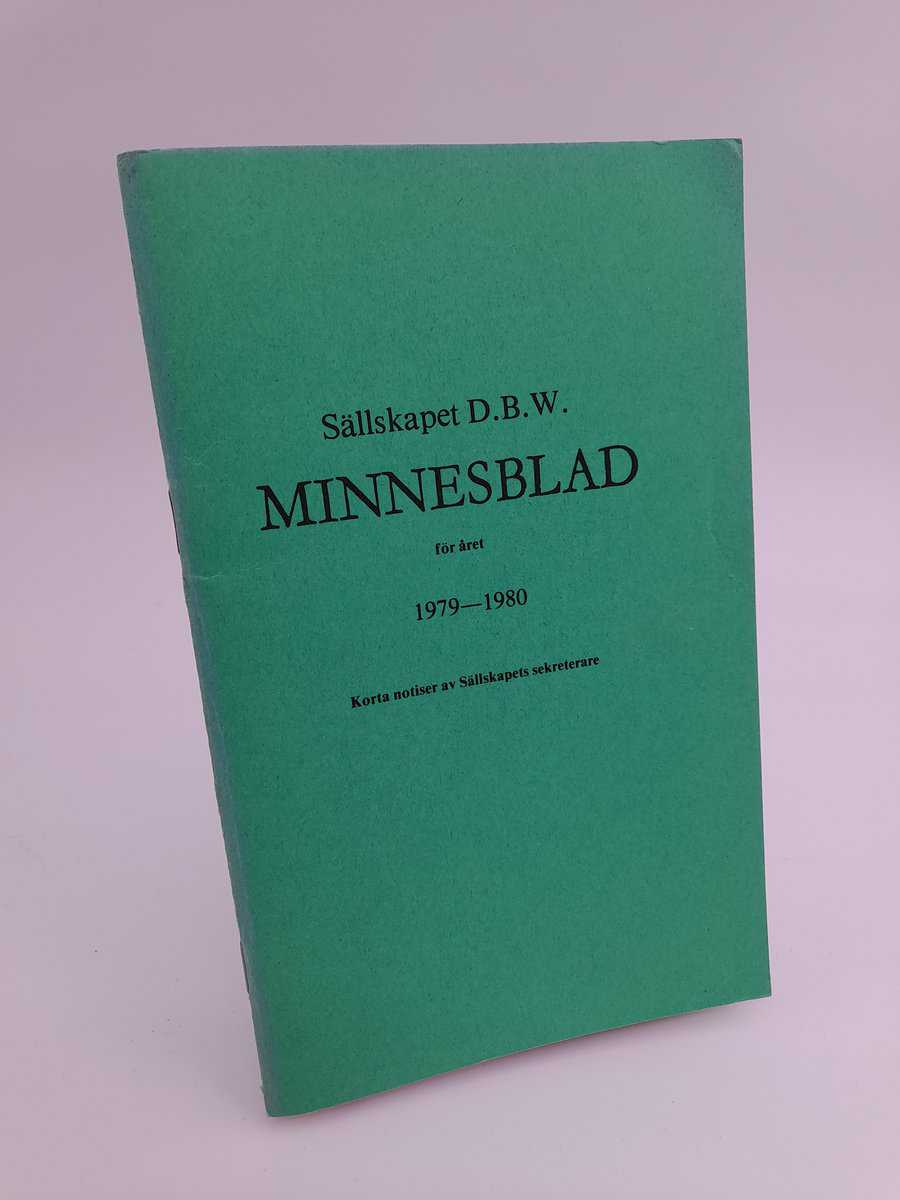 Sällskapet D.B.W.
MINNESBLAD
för året
1979—1980
Korta notiser av Sällskapets sekreterare